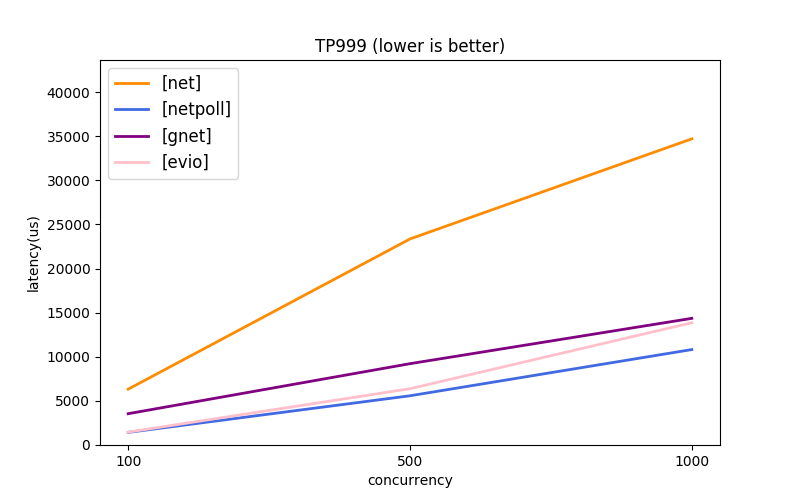 TP999 (lower is better)
[net]
[netpoll]
[gnet]
[evio]
latency(us)
40000
35000
30000
25000
20000
15000
10000
5000
0
100
500
1000
concurrency